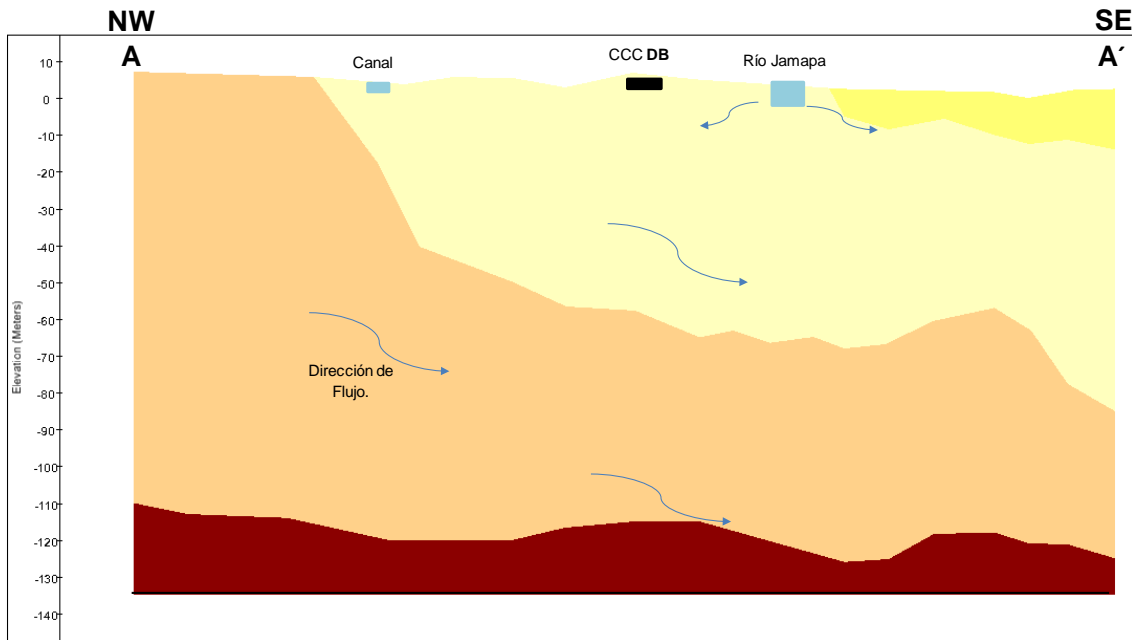 NW
SE
A
A´
Canal
CCC DB
Río Jamapa
10
0
-10
-20
-30
-40
-50
-60
-70
-80
-90
-100
-110
-120
-130
-140
Elevation (Meters)
Dirección de
Flujo.